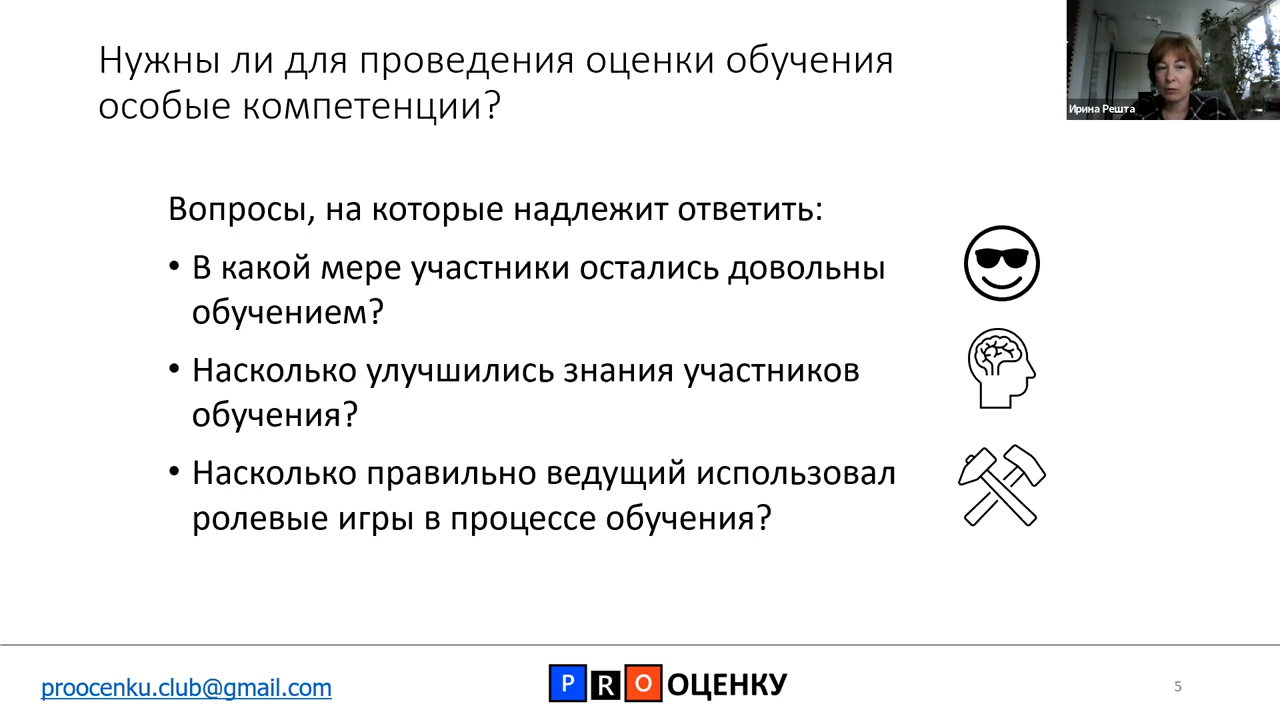 Нужны ли для проведения оценки обучения
особые компетенции?
Ирина Решта
Вопросы, на которые надлежит ответить:
• В какой мере участники остались довольны
обучением?
• Насколько улучшились знания участников
обучения?
• Насколько правильно ведущий использовал
ролевые игры в процессе обучения?
proocenku.club@gmail.com
PRO ОЦЕНКУ
5